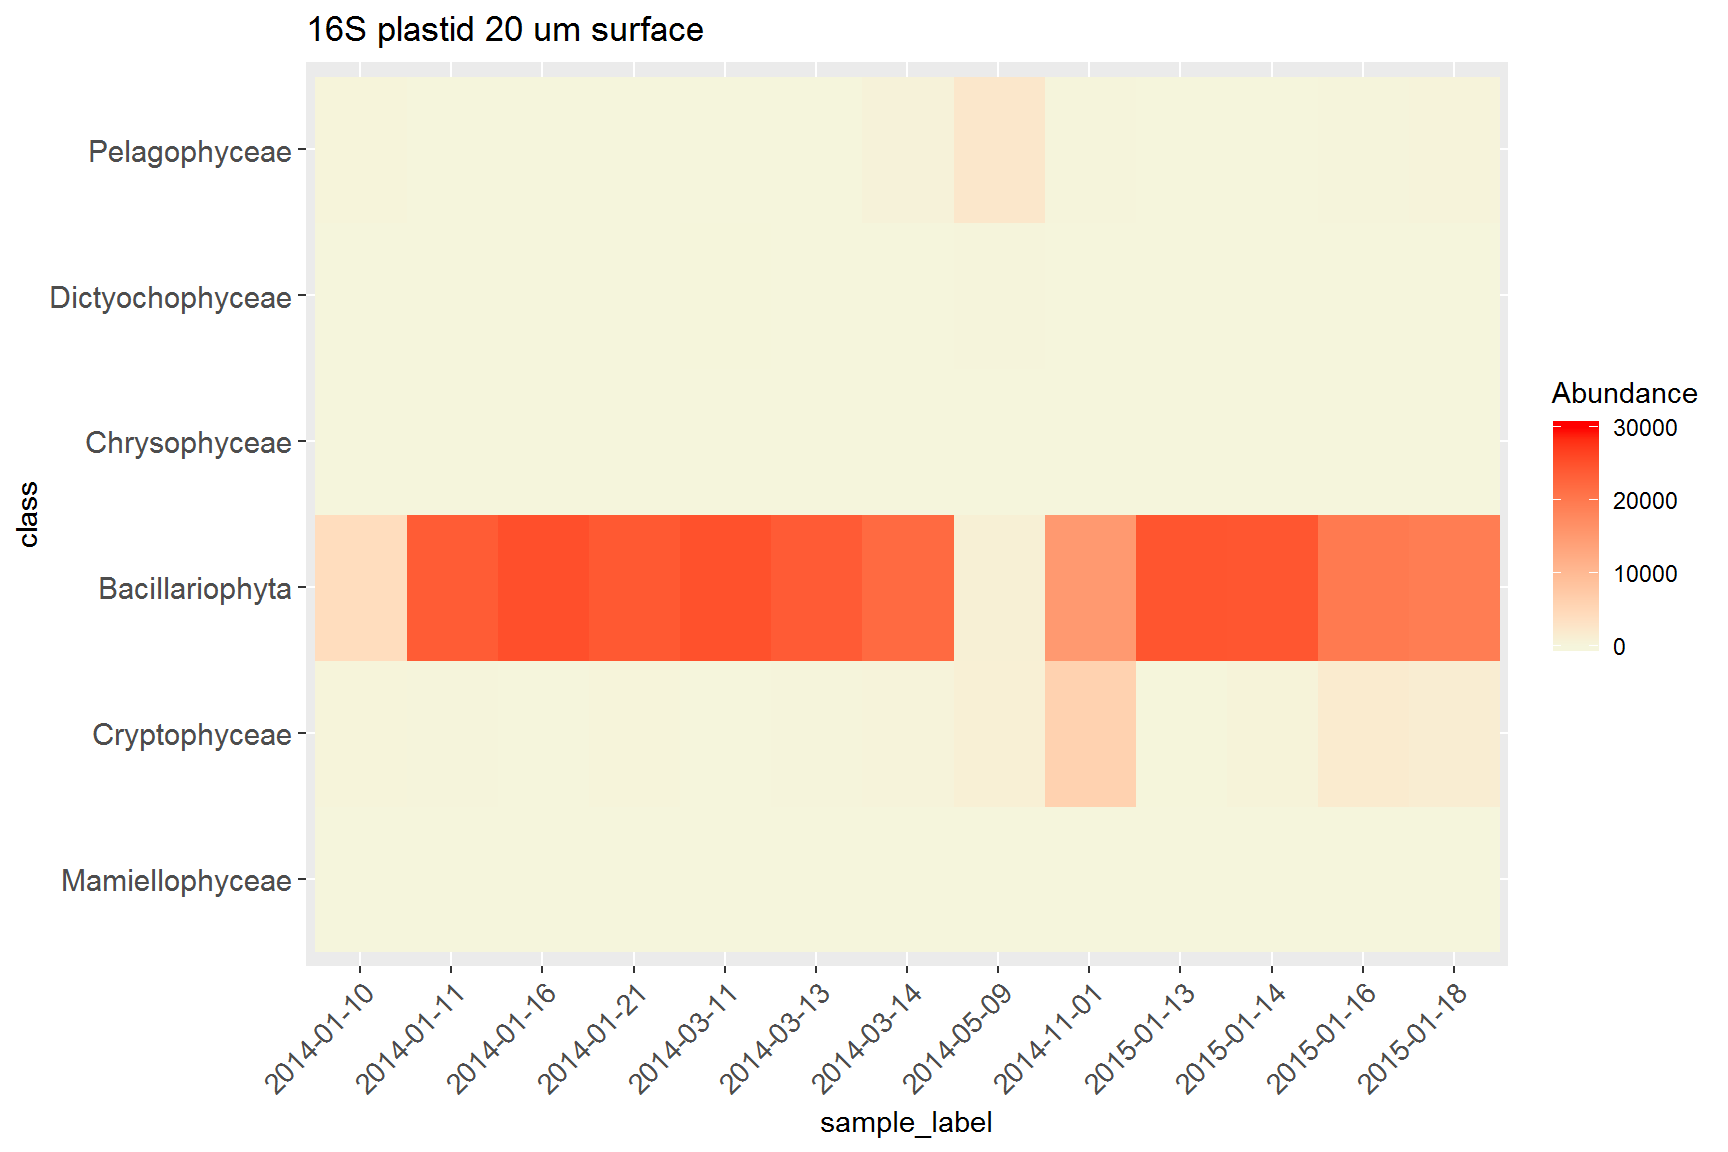 16S plastid 20 um surface
Pelagophyceae
Dictyochophyceae
Chrysophyceae
Bacillariophyta
Cryptophyceae
Mamiellophyceae
class
2014-01-10
2014-01-11
2014-01-16
2014-01-21
2014-03-11
2014-03-13
2014-03-14
2014-05-09
2014-11-01
2015-01-13
2015-01-14
2015-01-16
2015-01-18
sample_label
Abundance
30000
20000
10000
0